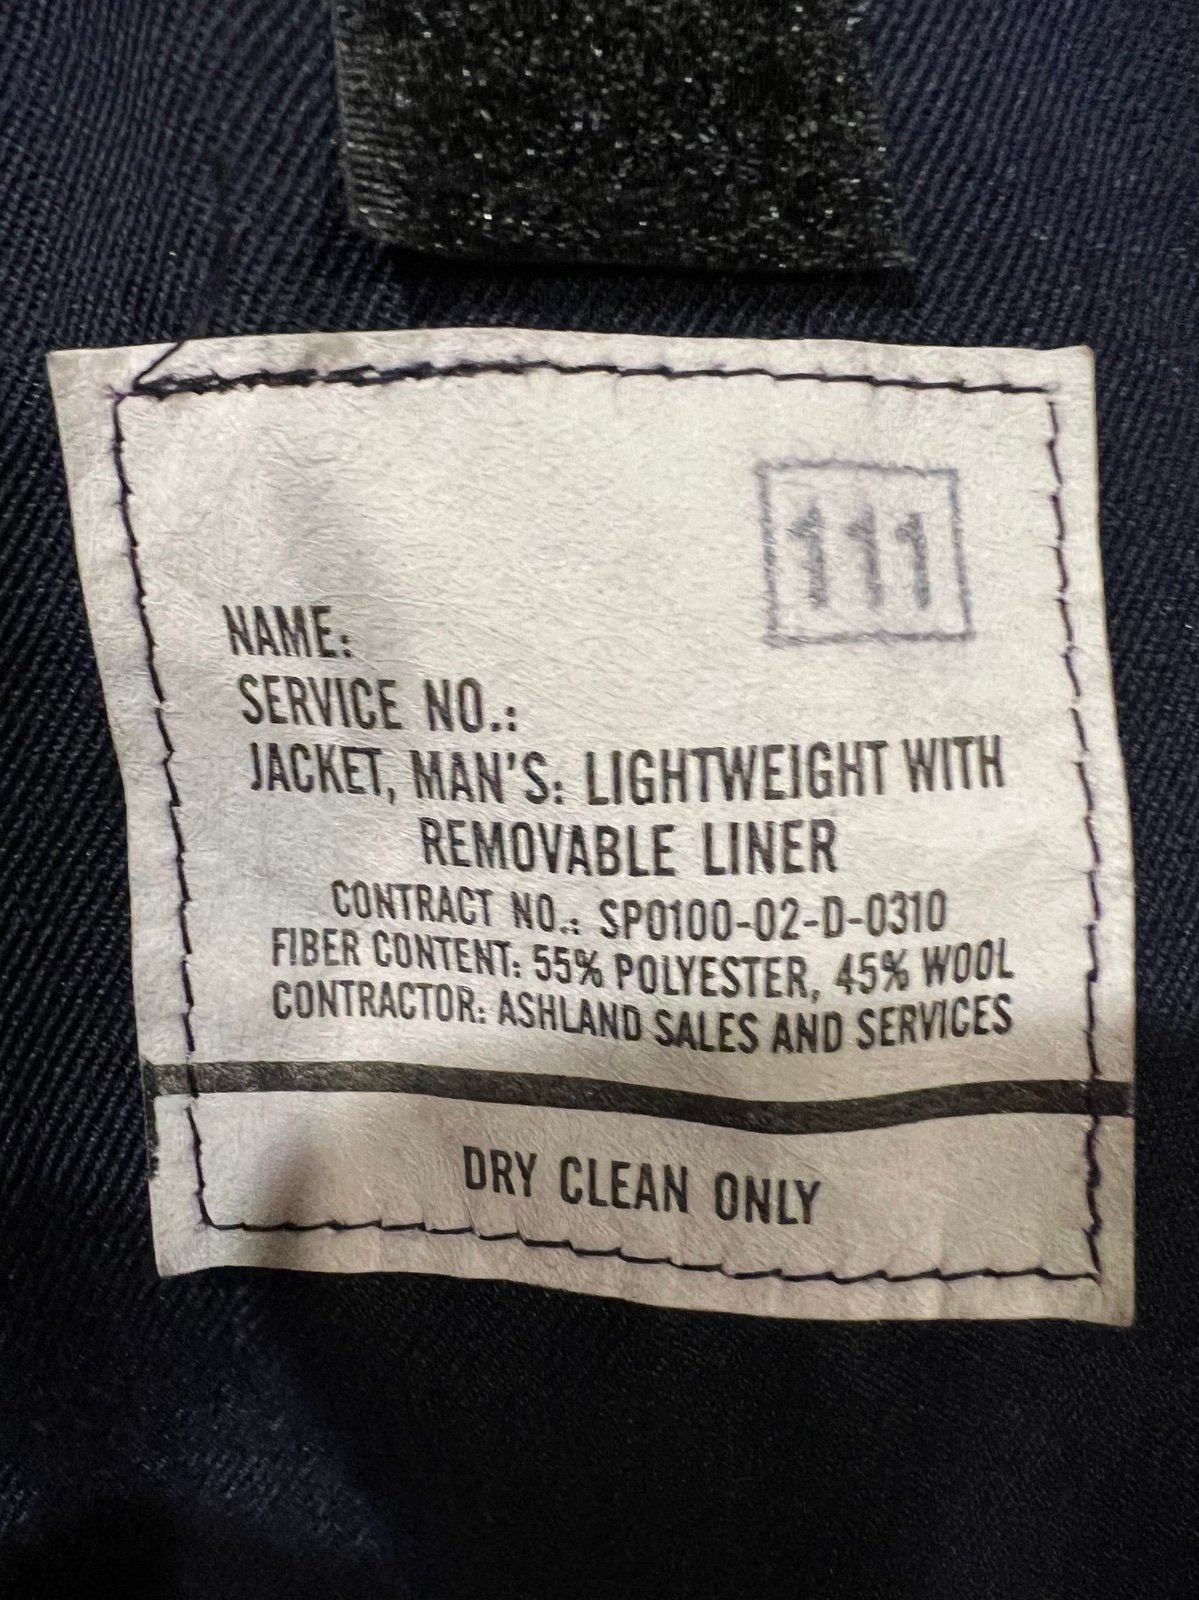 111
NAME:
SERVICE NO.:
JACKET, MAN'S: LIGHTWEIGHT WITH
REMOVABLE LINER
CONTRACT NO.: SPO100-02-D-0310
FIBER CONTENT: 55% POLYESTER, 45% WOOL
CONTRACTOR: ASHLAND SALES AND SERVICES
DRY CLEAN ONLY